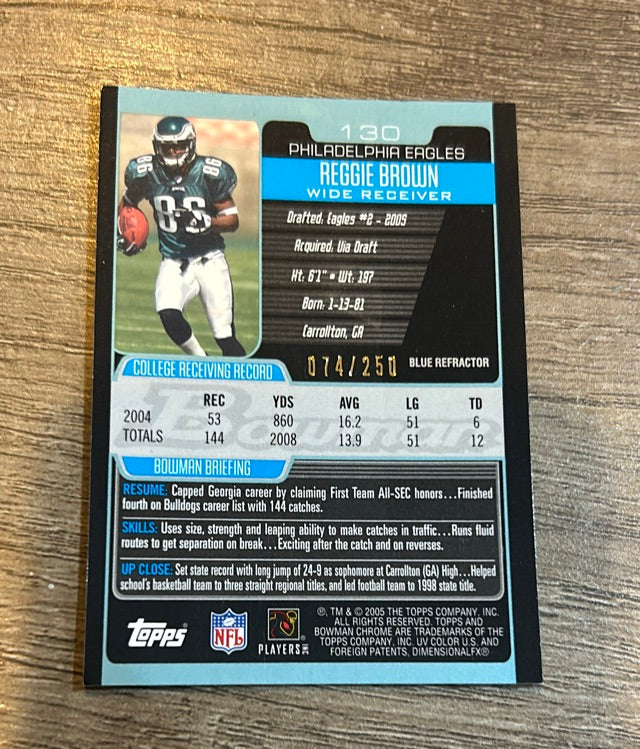 130
PHILADELPHIA EAGLES
REGGIE BROWN
WIDE RECEIVER
Drafted: Eagles #2 - 2005
Acquired: Via Draft
Ht: 6'1" • Wt: 197
Born: 1-13-81
Carrollton, GA
074/250 BLUE REFRACTOR
86 86
86
COLLEGE RECEIVING RECORD
REC YDS AVG LG TD
2004 53 860 16.2 51 6
TOTALS 144 2008 13.9 51 12
Bowman
BOWMAN BRIEFING
RESUME: Capped Georgia career by claiming First Team All-SEC honors...Finished
fourth on Bulldogs career list with 144 catches.
SKILLS: Uses size, strength and leaping ability to make catches in traffic...Runs fluid
routes to get separation on break...Exciting after the catch and on reverses.
UP CLOSE: Set state record with long jump of 24-9 as sophomore at Carrollton (GA) High...Helped
school's basketball team to three straight regional titles, and led football team to 1998 state title.
Topps
NFL
PLAYERS INC
®, TM & © 2005 THE TOPPS COMPANY, INC.
ALL RIGHTS RESERVED. TOPPS AND
BOWMAN CHROME ARE TRADEMARKS OF THE
TOPPS COMPANY, INC. UV COLOR U.S. AND
FOREIGN PATENTS, DIMENSIONALFX®